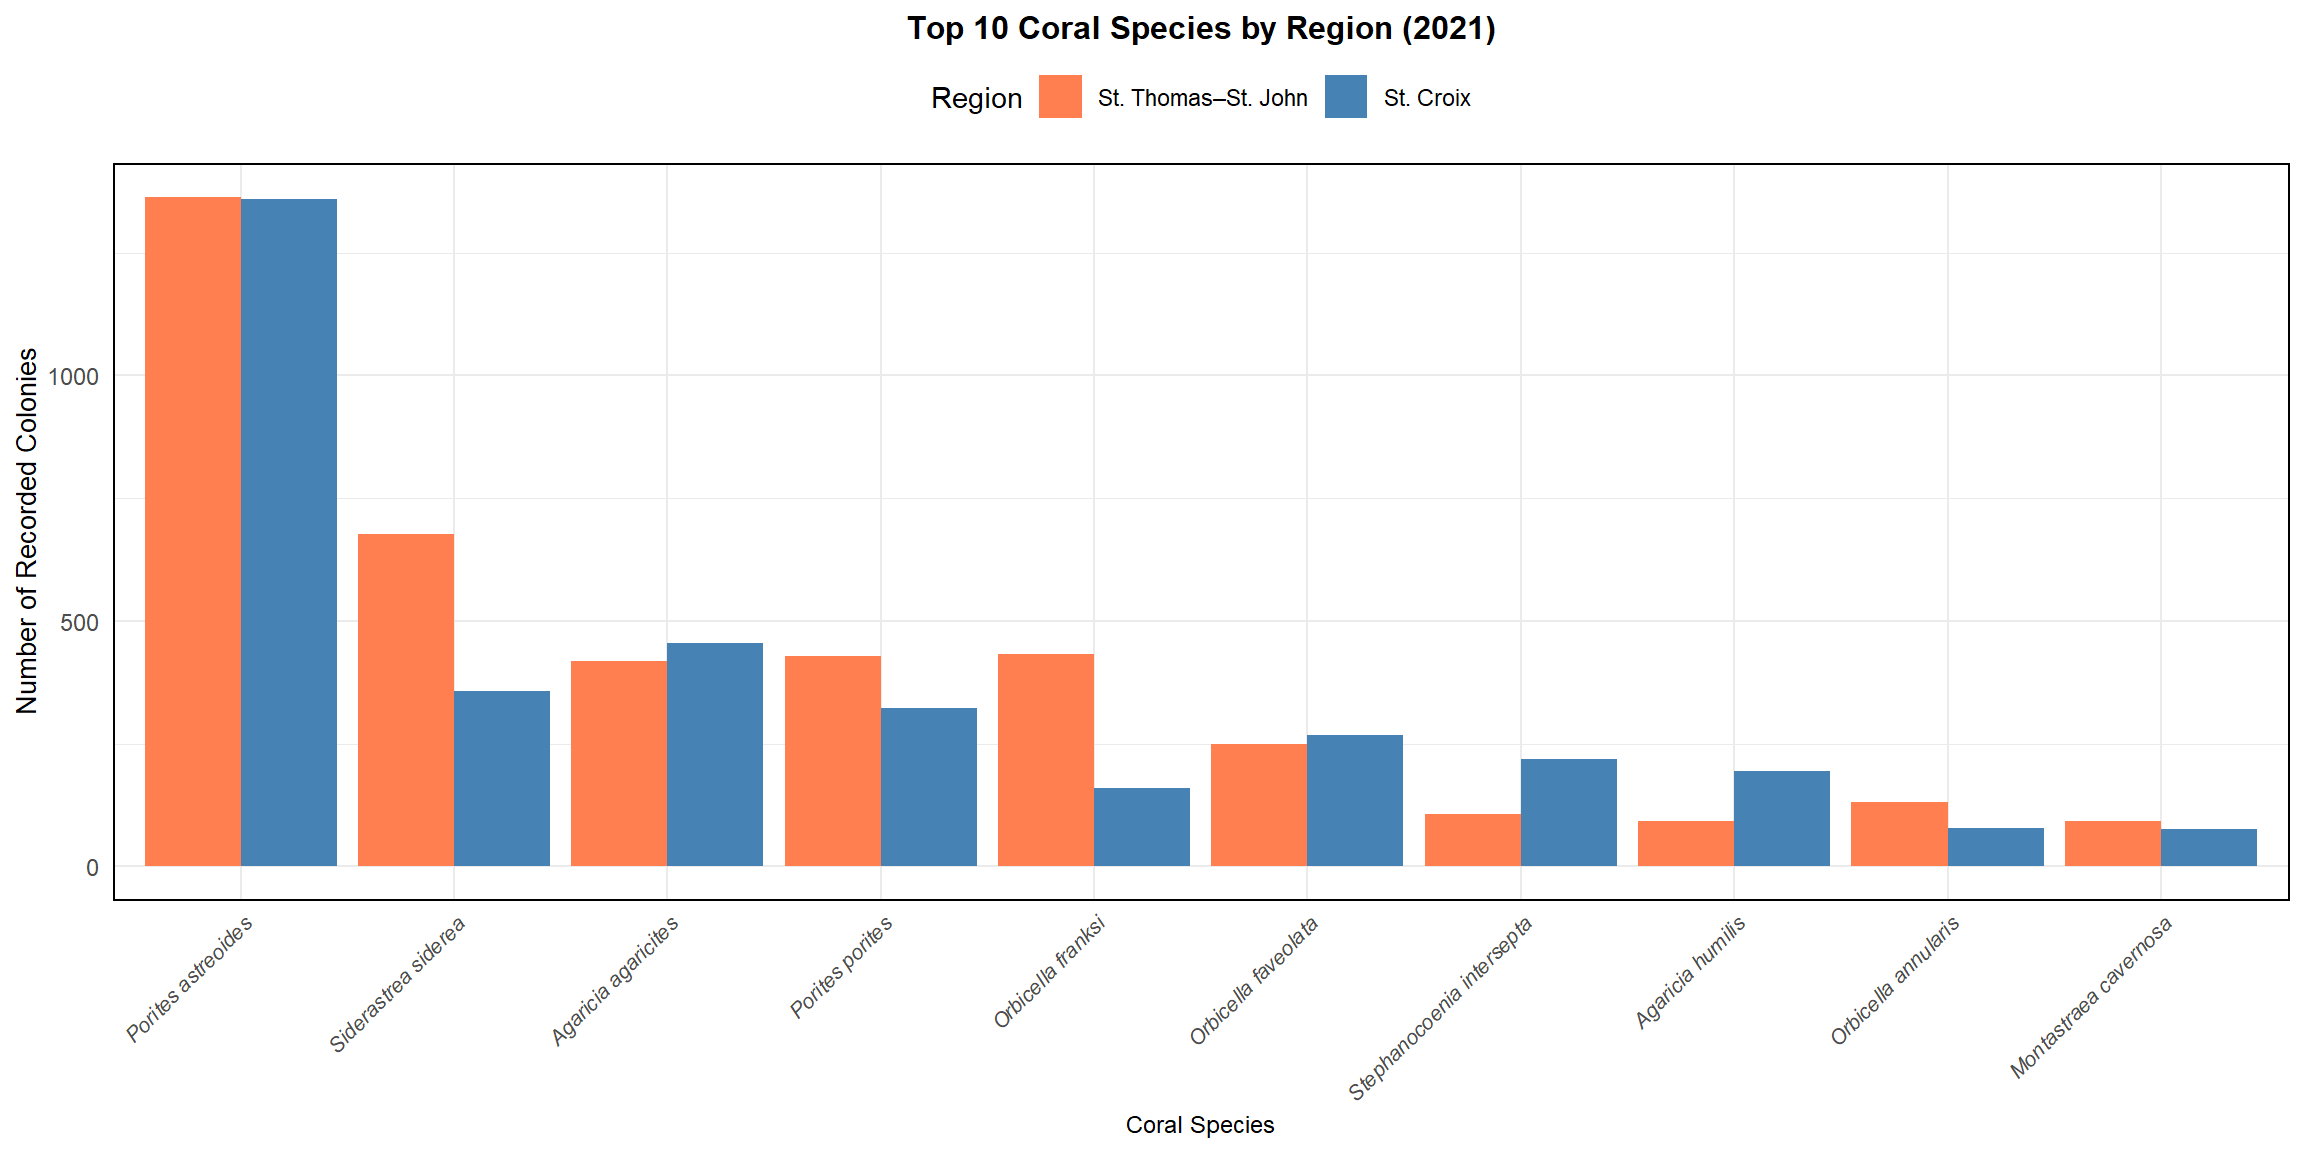 Top 10 Coral Species by Region (2021)
Region St. Thomas–St. John St. Croix
Number of Recorded Colonies
1000
500
0
Porites astreoides
Siderastrea siderea
Agaricia agaricites
Porites porites
Orbicella franksi
Orbicella faveolata
Stephanocoenia intersepta
Agaricia humilis
Orbicella annularis
Montastraea cavernosa
Coral Species